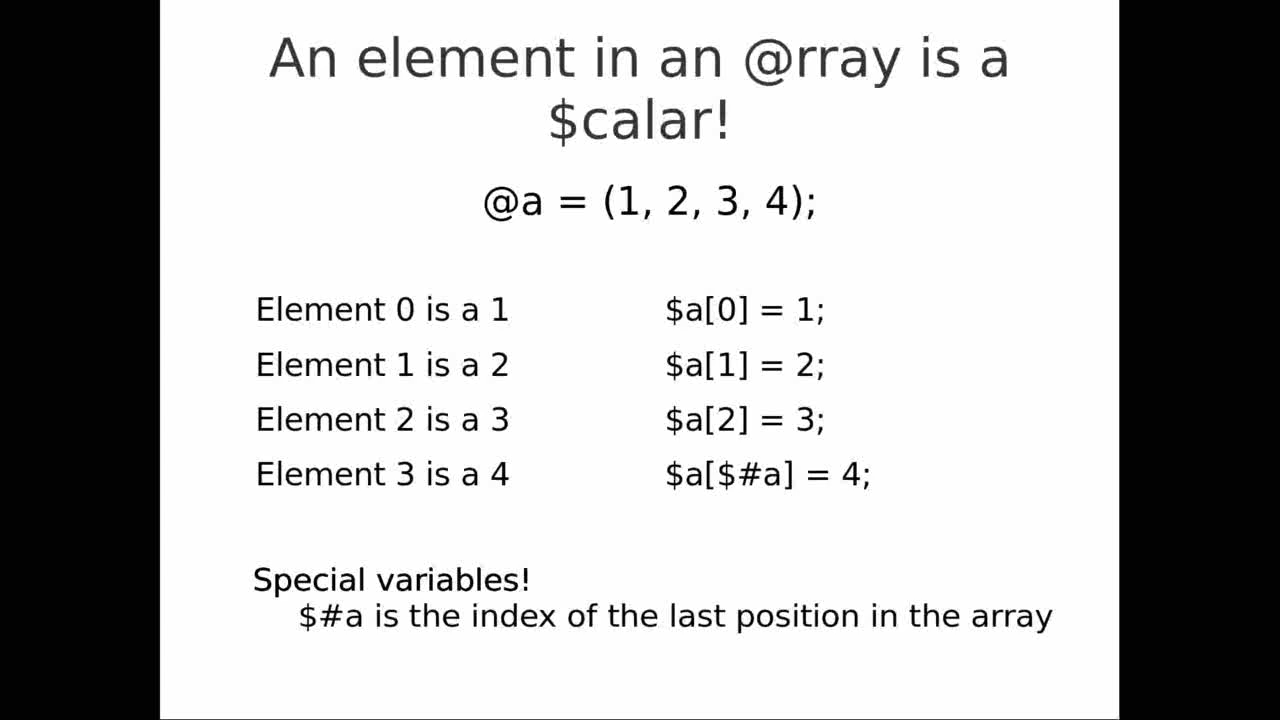 An element in an @rray is a
$calar!
@a = (1, 2, 3, 4);
Element 0 is a 1 $a[0] = 1;
Element 1 is a 2 $a[1] = 2;
Element 2 is a 3 $a[2] = 3;
Element 3 is a 4 $a[$#a] = 4;
Special variables!
$#a is the index of the last position in the array